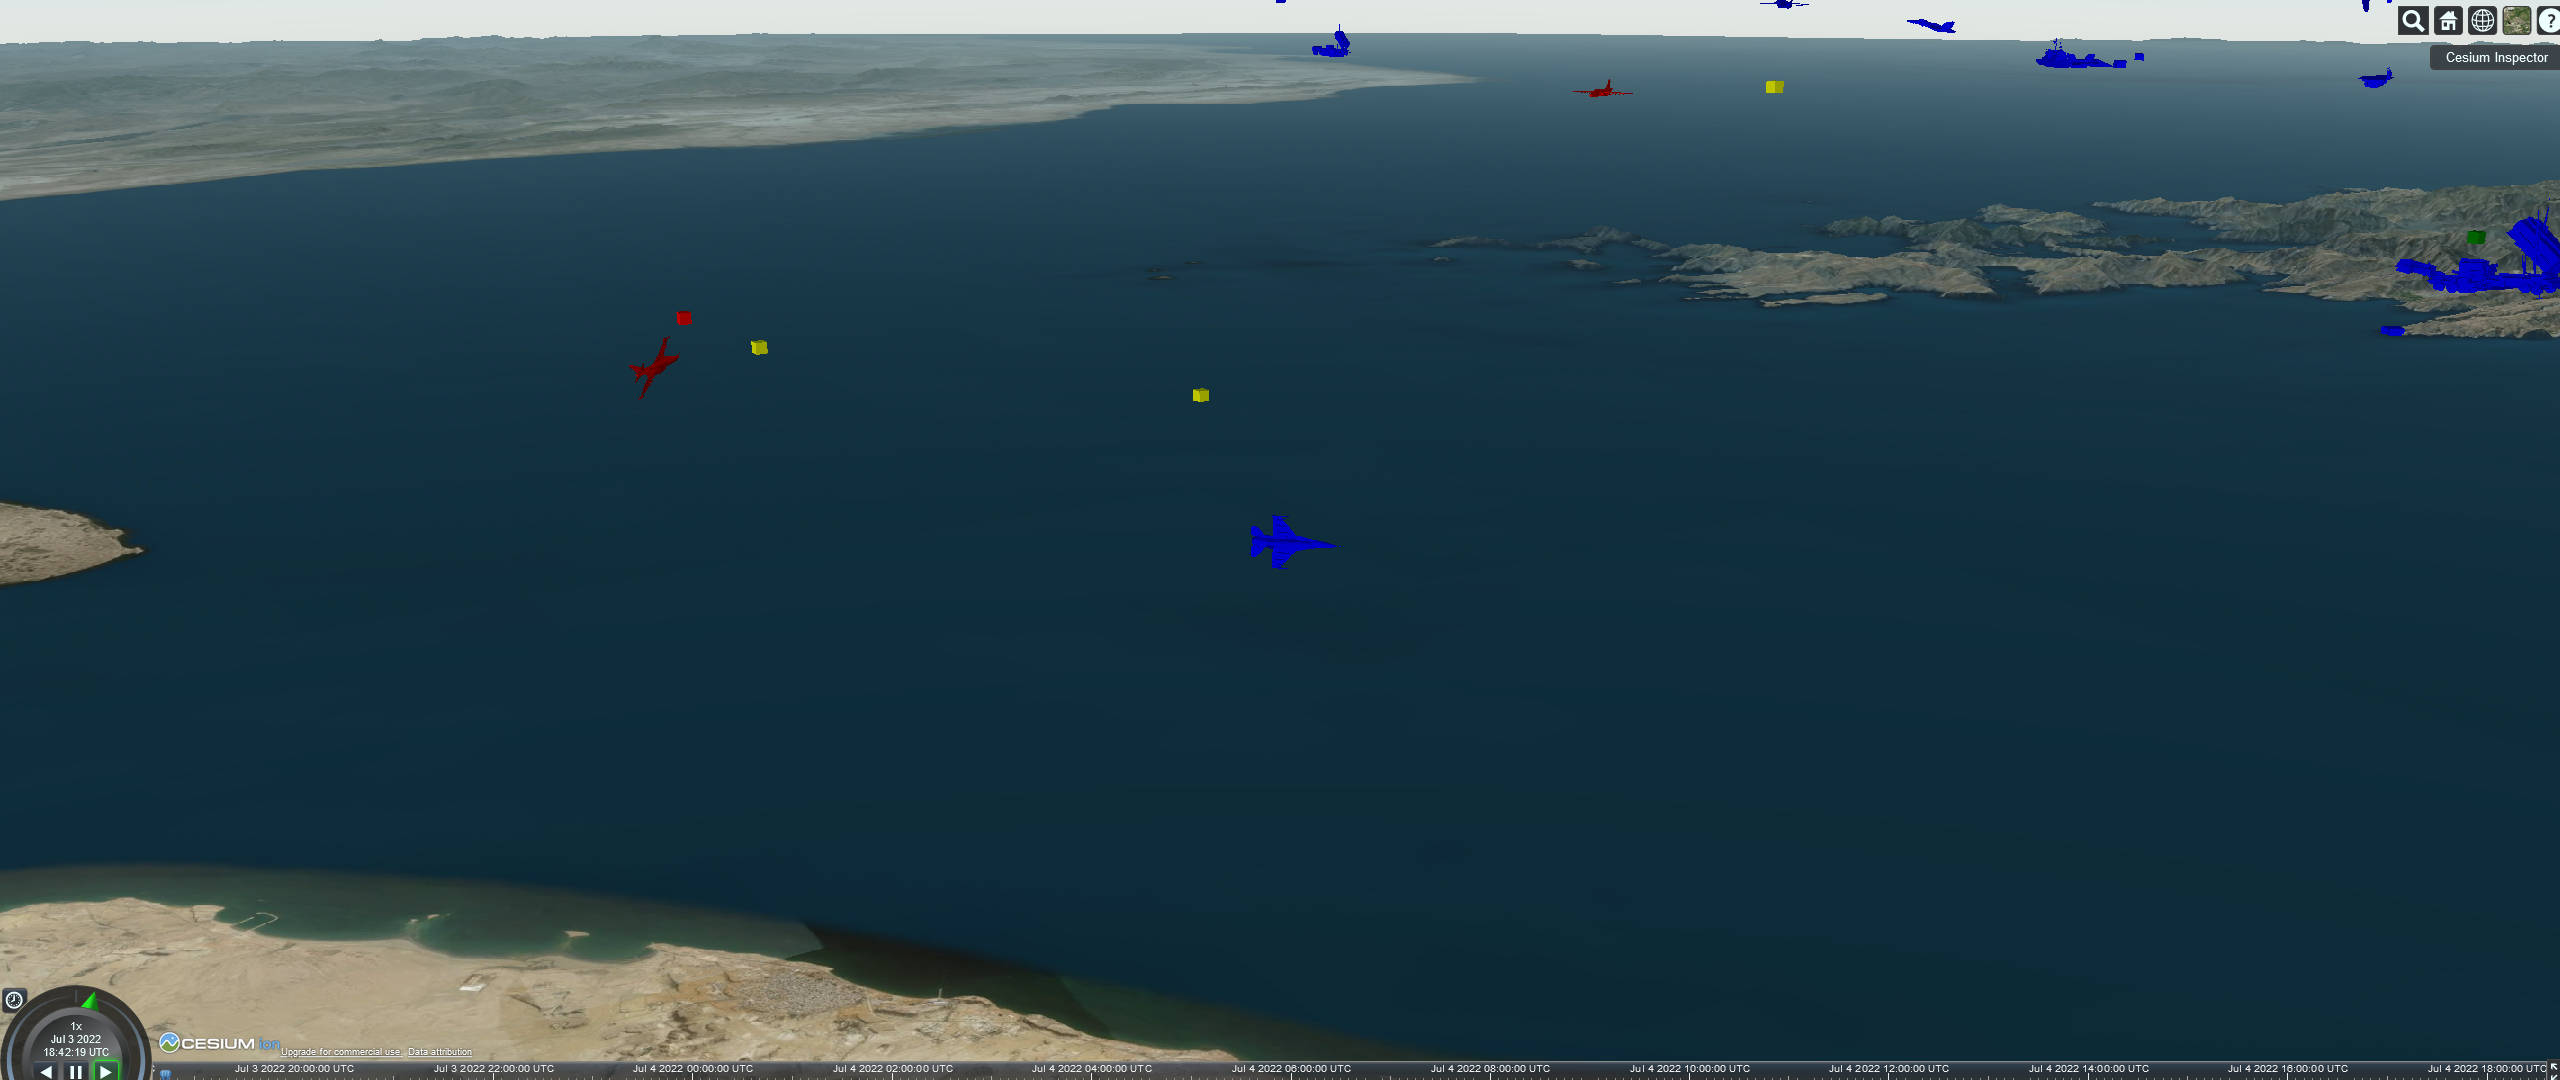 ?
Cesium Inspector
1x
Jul 3 2022
18:42:19 UTC
CESIUM ion
Upgrade for commercial use. Data attribution
Jul 3 2022 20:00:00 UTC
Jul 3 2022 22:00:00 UTC
Jul 4 2022 00:00:00 UTC
Jul 4 2022 02:00:00 UTC
Jul 4 2022 04:00:00 UTC
Jul 4 2022 06:00:00 UTC
Jul 4 2022 08:00:00 UTC
Jul 4 2022 10:00:00 UTC
Jul 4 2022 12:00:00 UTC
Jul 4 2022 14:00:00 UTC
Jul 4 2022 16:00:00 UTC
Jul 4 2022 18:00:00 UTC